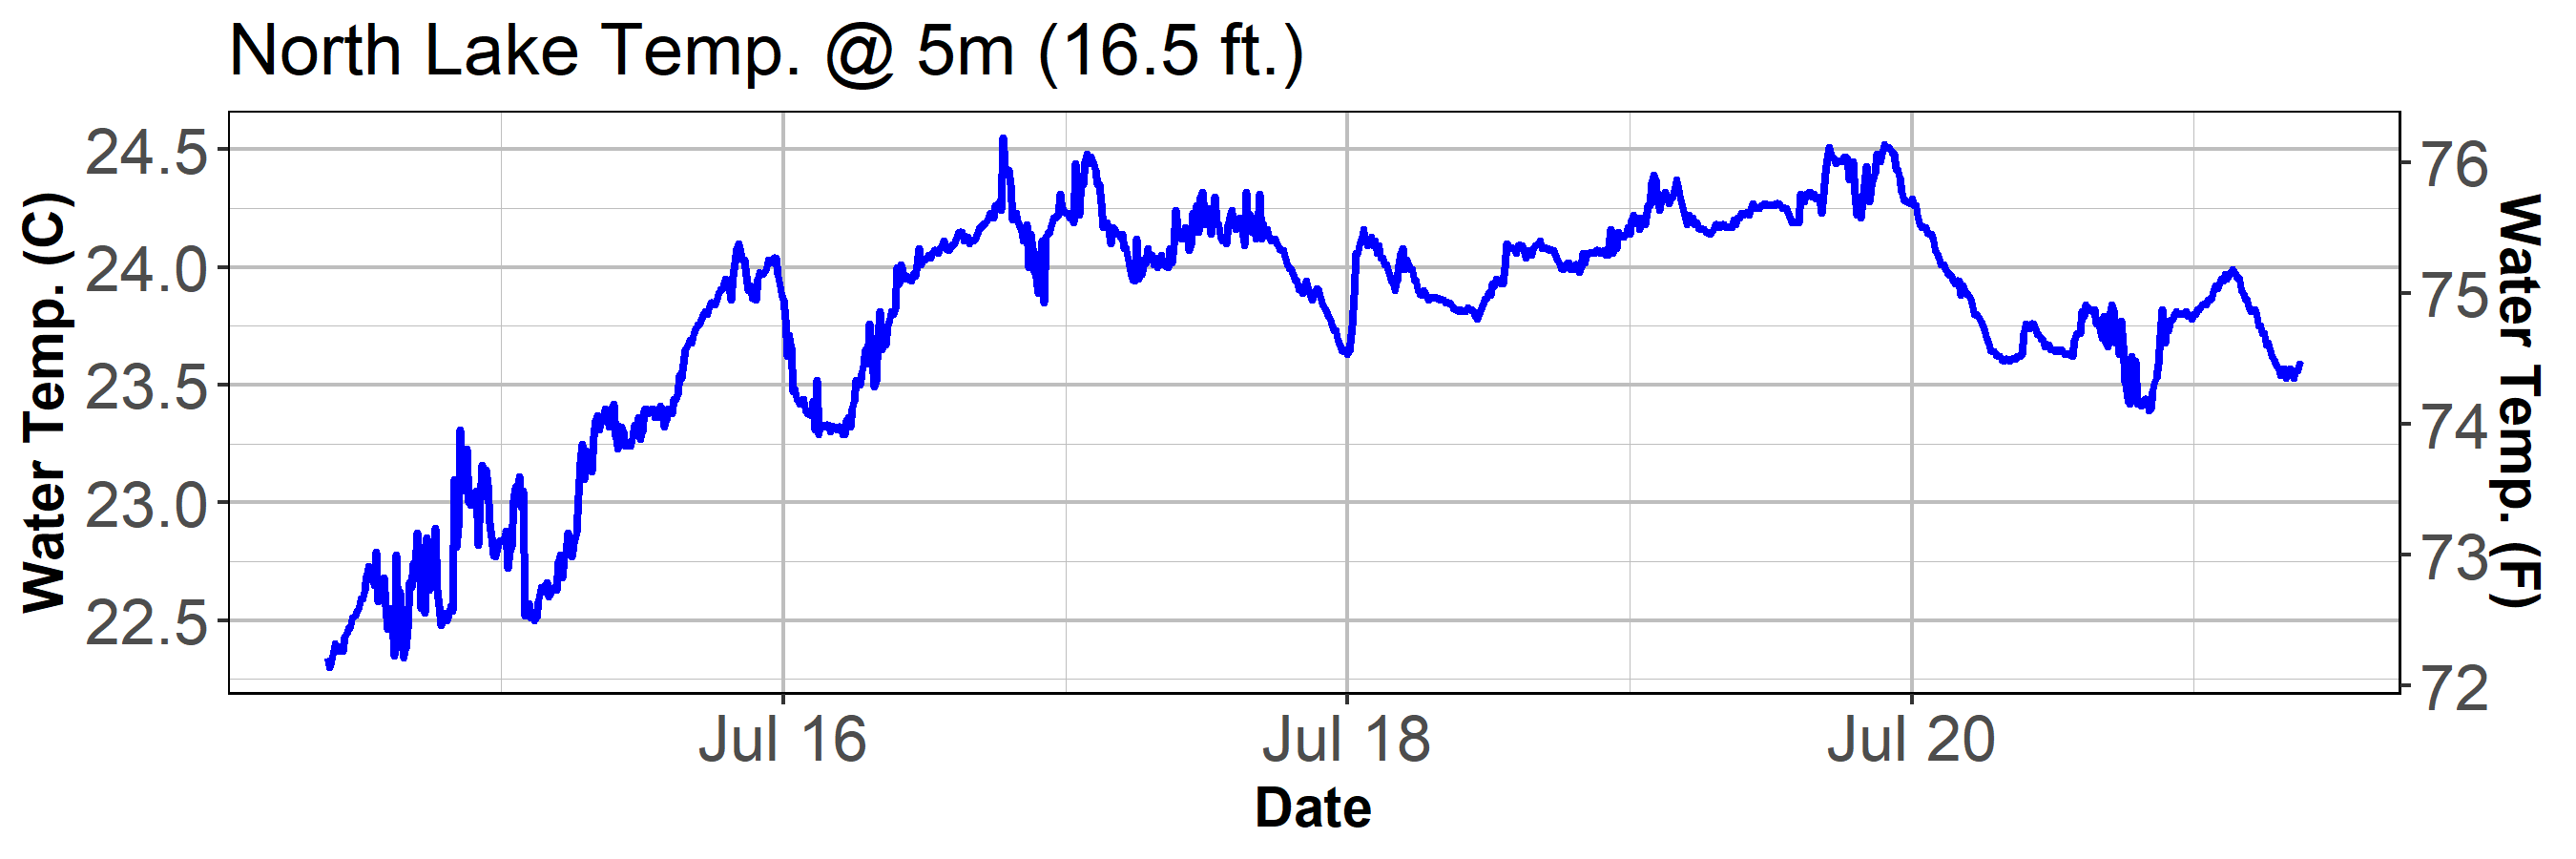 North Lake Temp. @ 5m (16.5 ft.)
Water Temp. (C)
24.5
24.0
23.5
23.0
22.5
76
75
74
73
72
Water Temp. (F)
Jul 16
Jul 18
Jul 20
Date